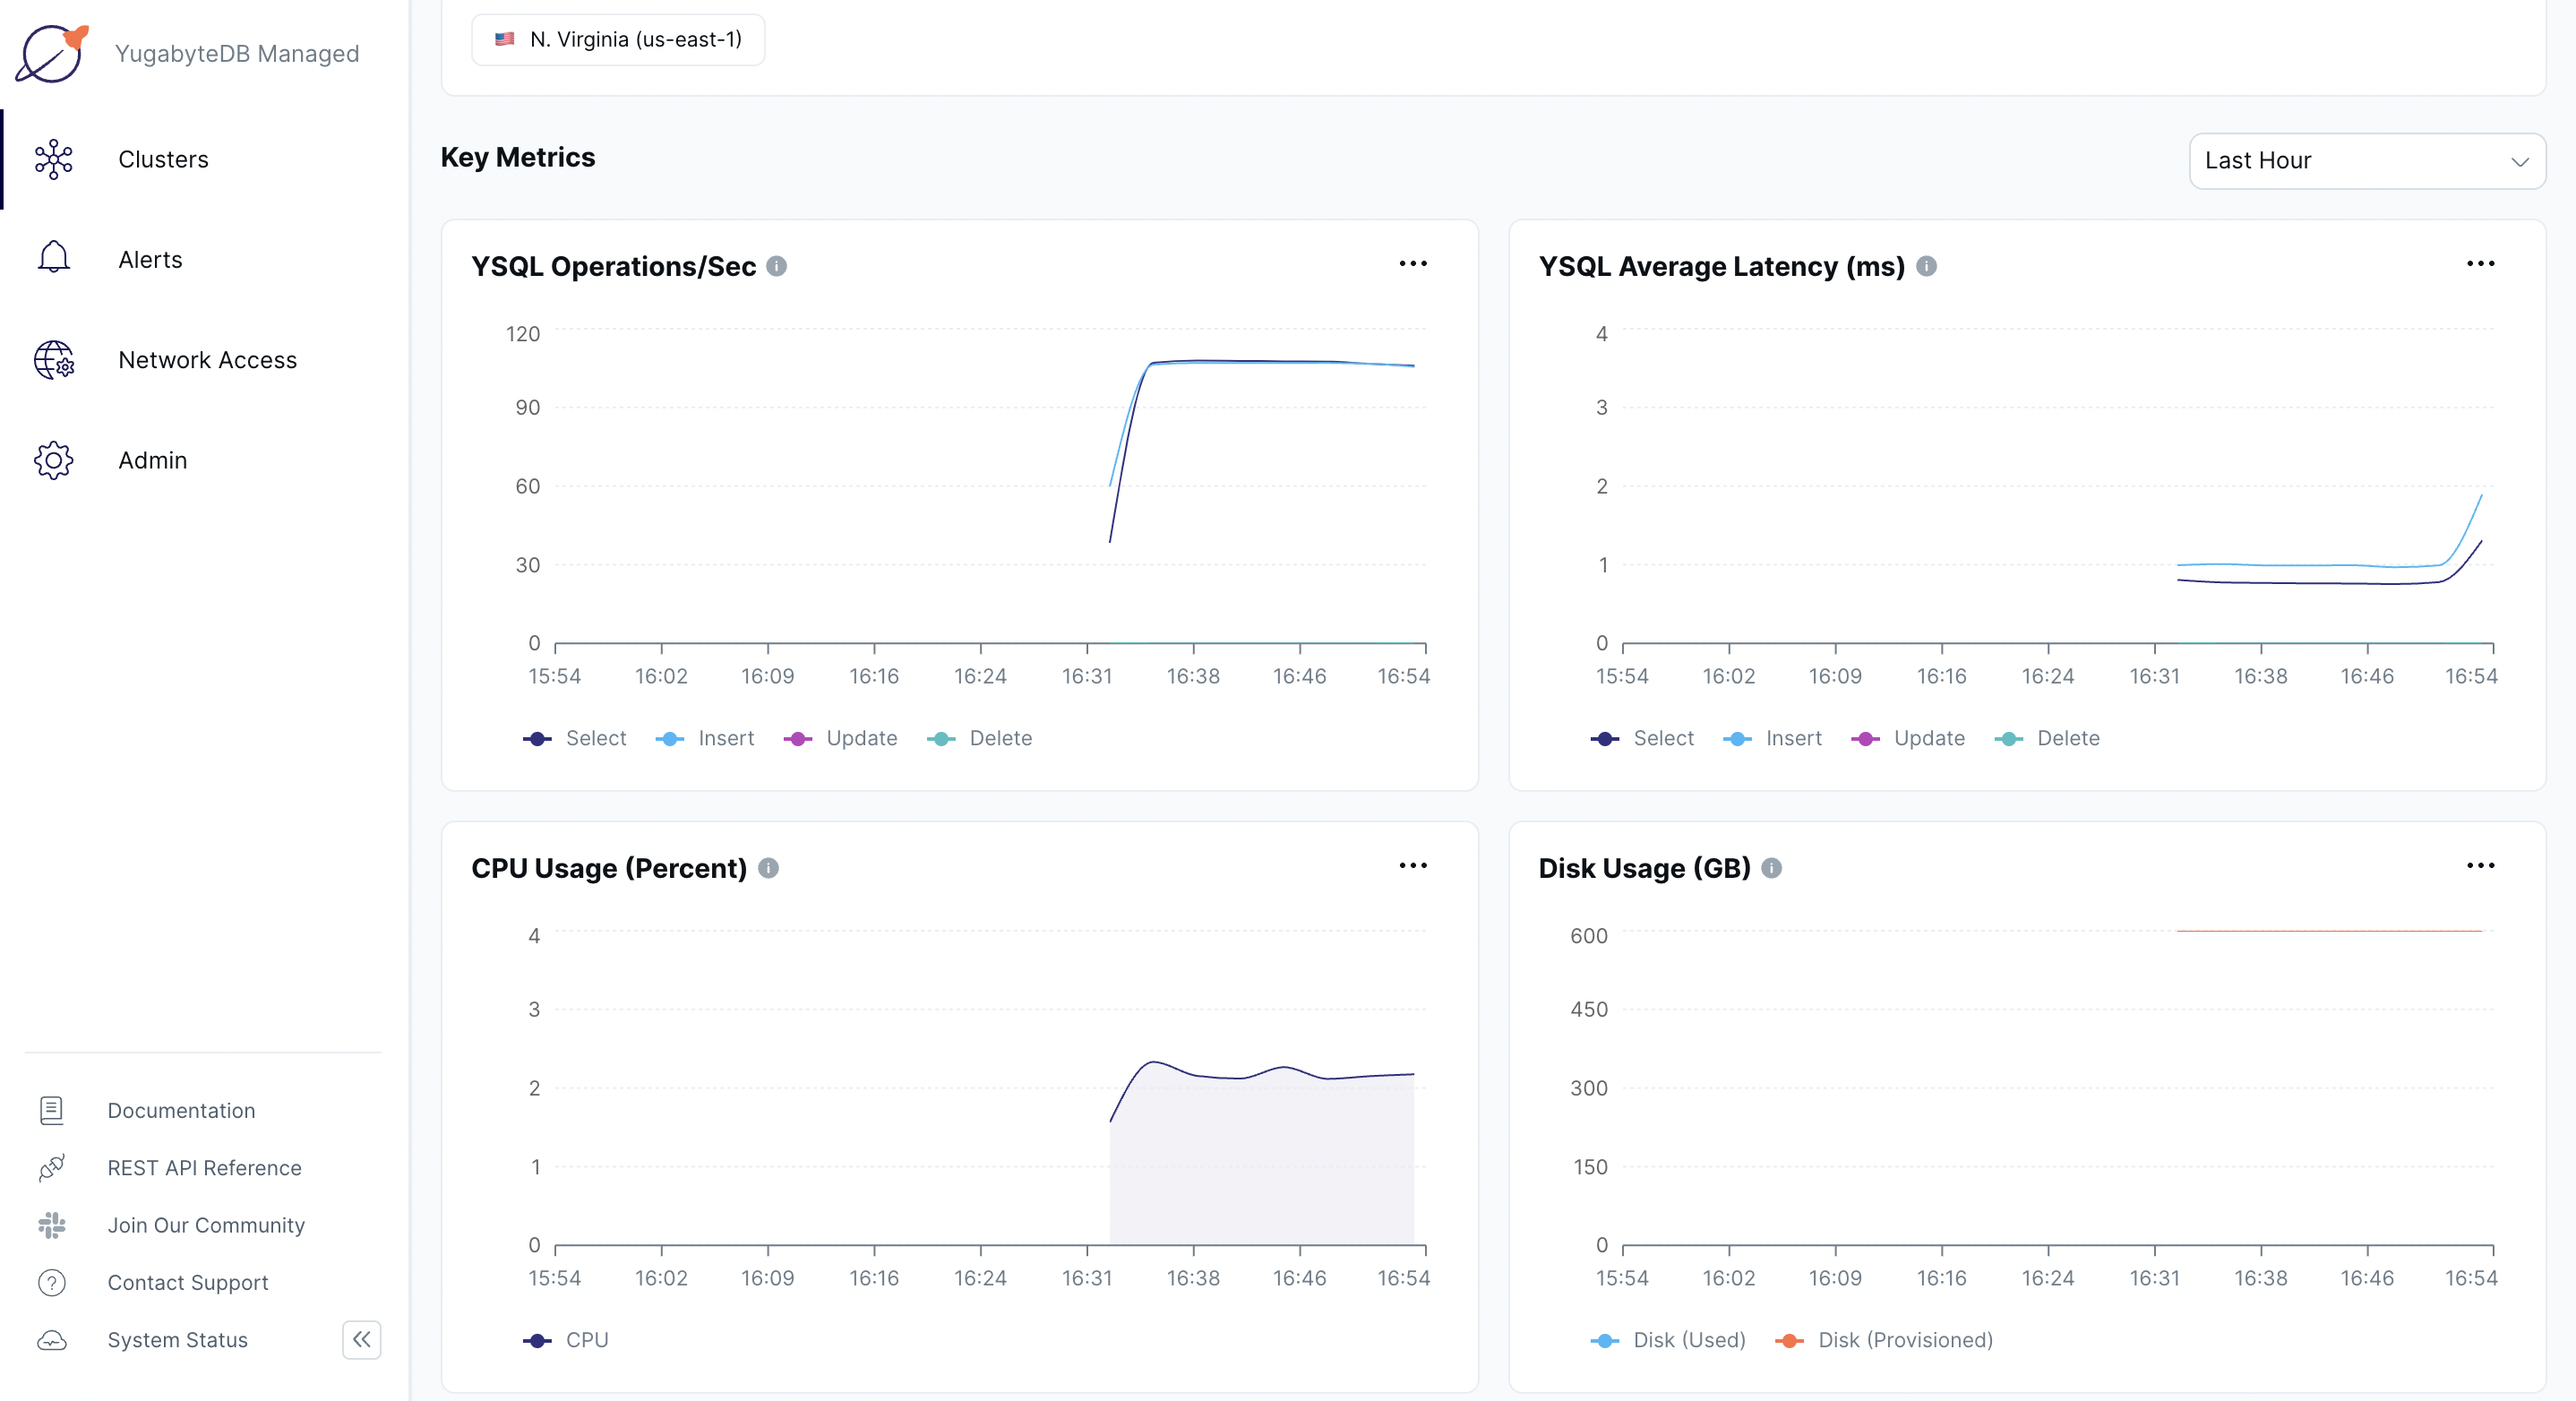 YugabyteDB Managed
Clusters
Alerts
Network Access
Admin
Documentation
REST API Reference
Join Our Community
Contact Support
System Status
N. Virginia (us-east-1)
Key Metrics
Last Hour
YSQL Operations/Sec
120
90
60
30
0
15:54 16:02 16:09 16:16 16:24 16:31 16:38 16:46 16:54
Select Insert Update Delete
YSQL Average Latency (ms)
4
3
2
1
0
15:54 16:02 16:09 16:16 16:24 16:31 16:38 16:46 16:54
Select Insert Update Delete
CPU Usage (Percent)
4
3
2
1
0
15:54 16:02 16:09 16:16 16:24 16:31 16:38 16:46 16:54
CPU
Disk Usage (GB)
600
450
300
150
0
15:54 16:02 16:09 16:16 16:24 16:31 16:38 16:46 16:54
Disk (Used) Disk (Provisioned)